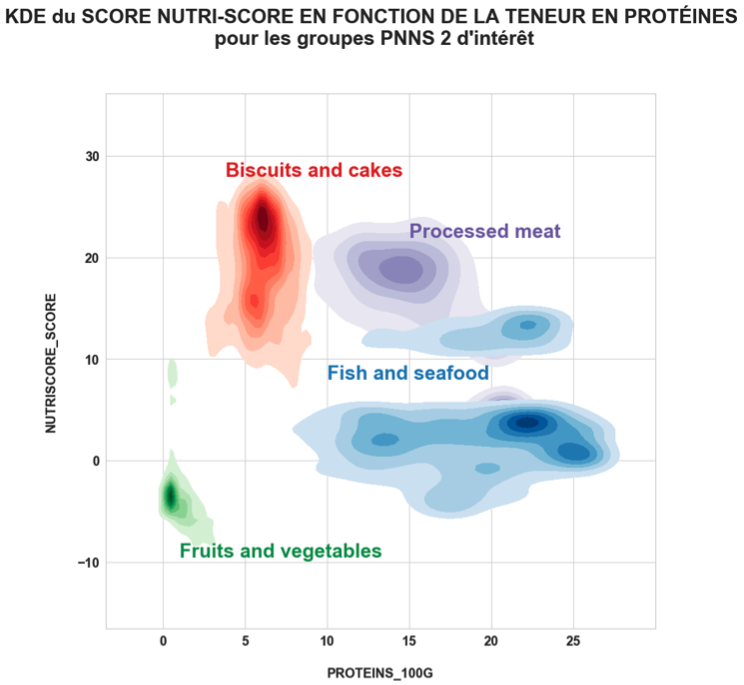 KDE du SCORE NUTRI-SCORE EN FONCTION DE LA TENEUR EN PROTÉINES
pour les groupes PNNS 2 d'intérêt
30
Biscuits and cakes
Processed meat
20
NUTRISCORE_SCORE
10
Fish and seafood
0
Fruits and vegetables
−10
0 5 10 15 20 25
PROTEINS_100G